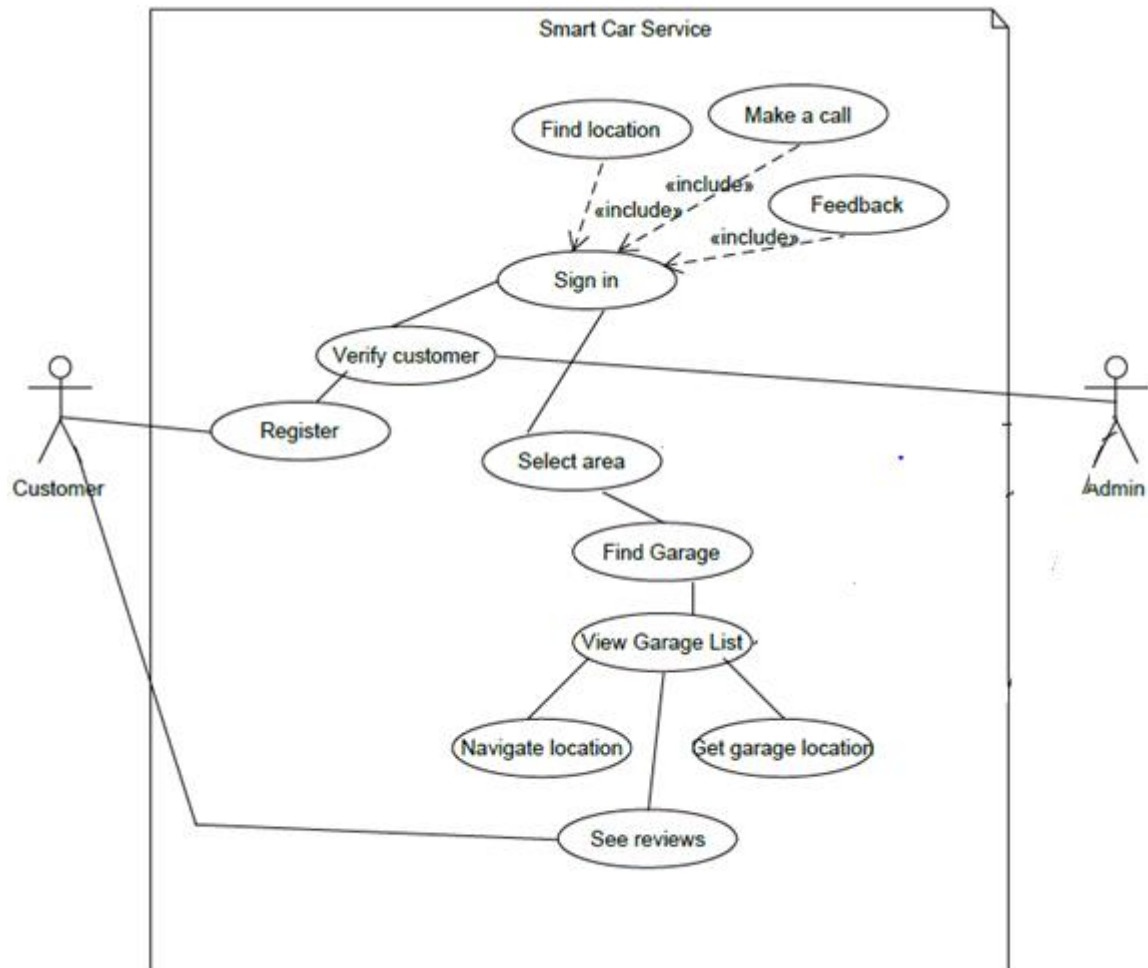 Smart Car Service
Make a call
Find location
«include»
«include»
Feedback
«include»
Sign in
Verify customer
Register
Select area
Customer
Admin
Find Garage
View Garage List
Navigate location
Get garage location
See reviews